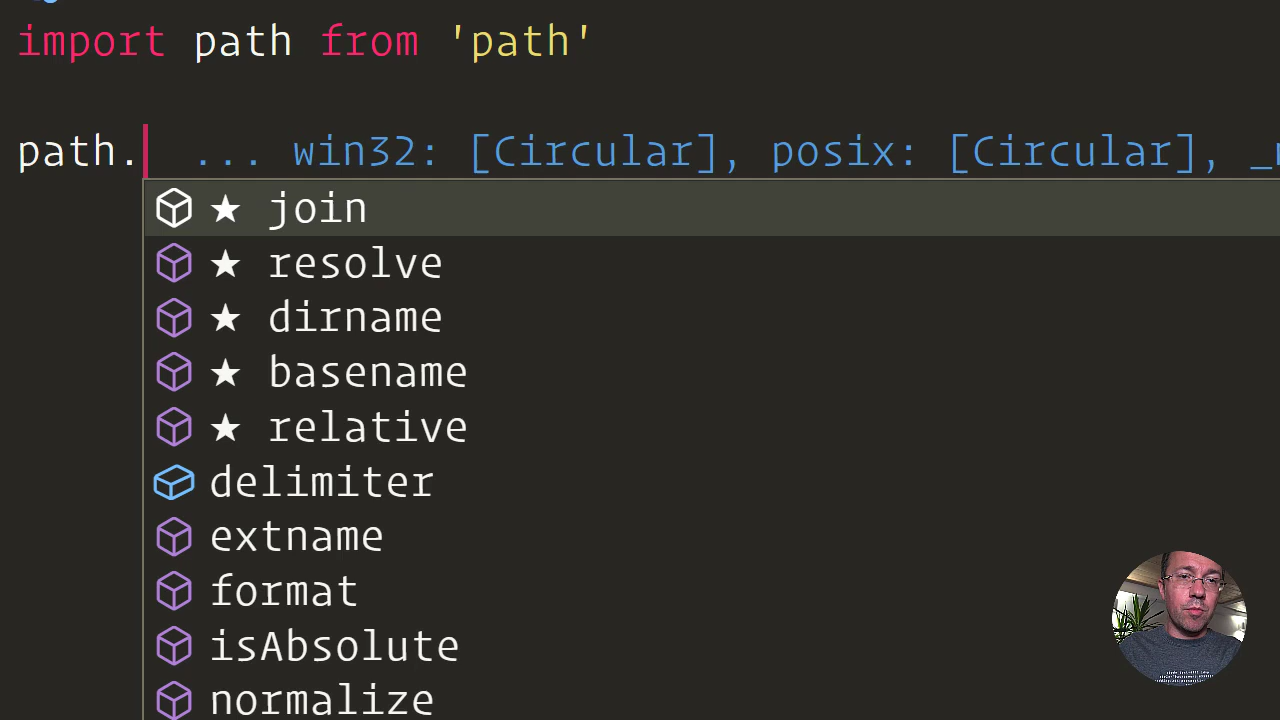 import path from 'path'
path. ... win32: [Circular], posix: [Circular],
★ join
★ resolve
★ dirname
★ basename
★ relative
delimiter
extname
format
isAbsolute
normalize